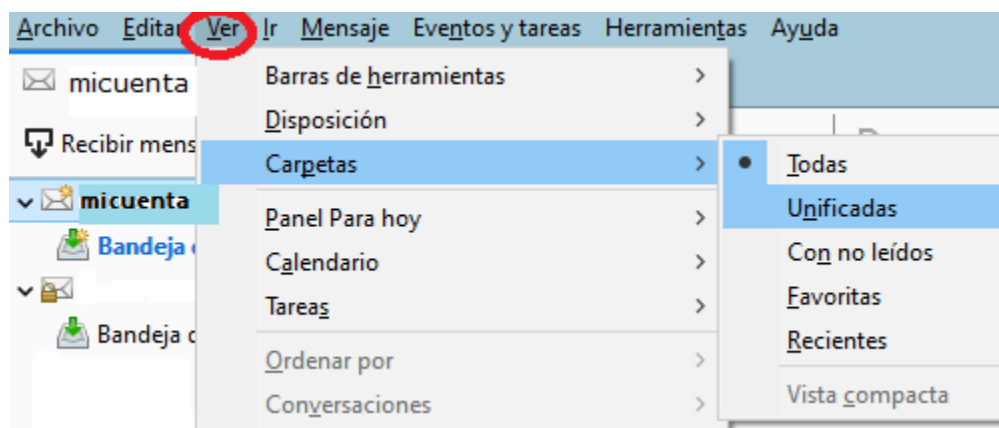 Archivo Editar Ver Ir Mensaje Eventos y tareas Herramientas Ayuda
micuenta
Recibir mens
micuenta
Bandeja
Bandeja
Barras de herramientas
Disposición
Carpetas
Panel Para hoy
Calendario
Tareas
Ordenar por
Conversaciones
Todas
Unificadas
Con no leídos
Favoritas
Recientes
Vista compacta